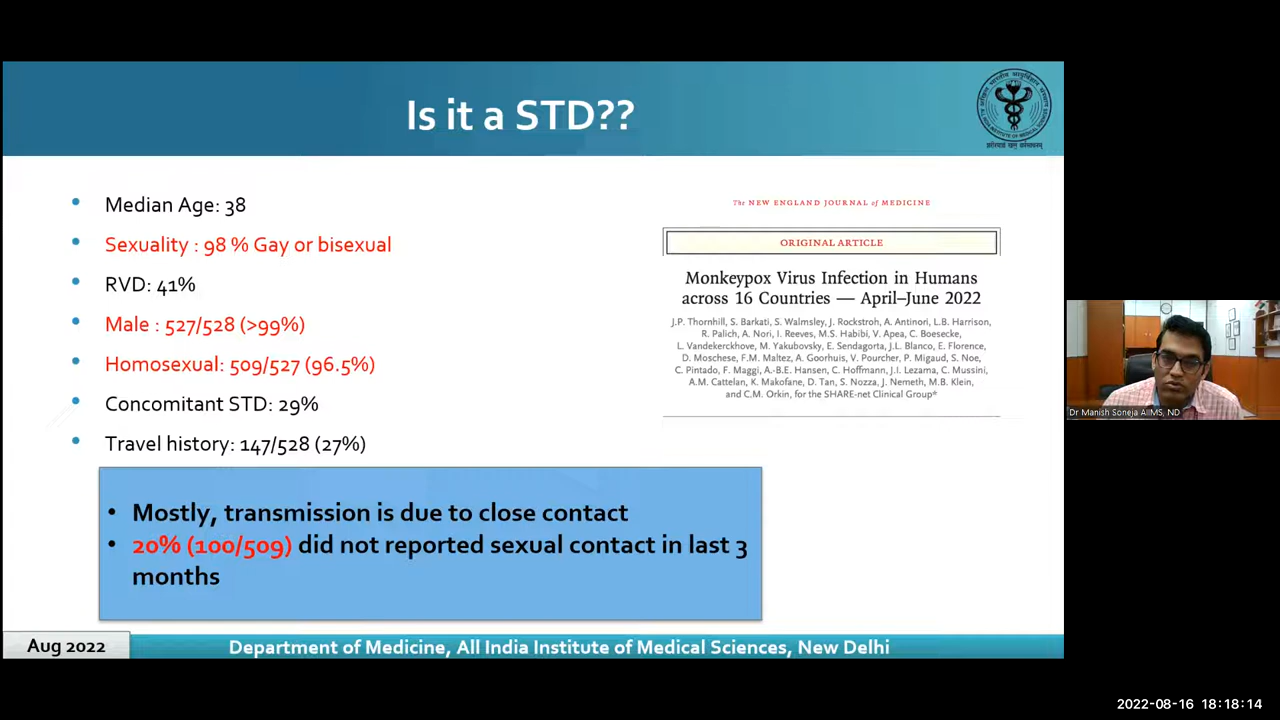 Is it a STD??
• Median Age: 38
• Sexuality : 98 % Gay or bisexual
• RVD: 41%
• Male : 527/528 (>99%)
• Homosexual: 509/527 (96.5%)
• Concomitant STD: 29%
• Travel history: 147/528 (27%)
The NEW ENGLAND JOURNAL of MEDICINE
ORIGINAL ARTICLE
Monkeypox Virus Infection in Humans
across 16 Countries — April–June 2022
J.P. Thornhill, S. Barkati, S. Walmsley, J. Rockstroh, A. Antinori, L.B. Harrison,
R. Palich, A. Nori, I. Reeves, M.S. Habibi, V. Apea, C. Boesecke,
L. Vandekerckhove, M. Yakubovsky, E. Sendagorta, J.L. Blanco, E. Florence,
D. Moschese, F.M. Maltez, A. Goorhuis, V. Pourcher, P. Migaud, S. Noe,
C. Pintado, F. Maggi, A.-B.E. Hansen, C. Hoffmann, J.I. Lezama, C. Mussini,
A.M. Cattelan, K. Makofane, D. Tan, S. Nozza, J. Nemeth, M.B. Klein,
and C.M. Orkin, for the SHARE-net Clinical Group*
• Mostly, transmission is due to close contact
• 20% (100/509) did not reported sexual contact in last 3
months
Aug 2022
Department of Medicine, All India Institute of Medical Sciences, New Delhi
Dr Manish Soneja AIIMS, ND
2022-08-16 18:18:14